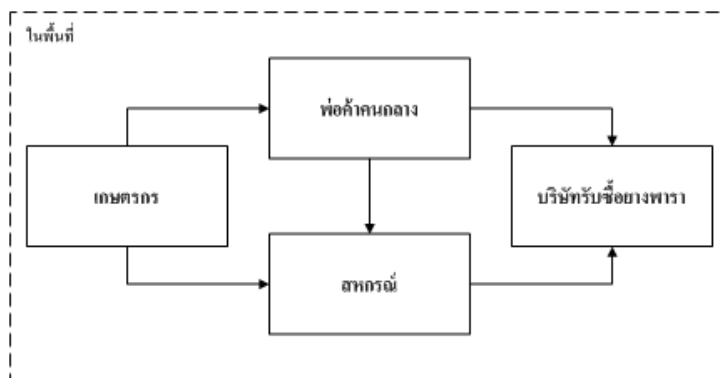 ในพื้นที่
พ่อค้าคนกลาง
เกษตรกร
บริษัทรับซื้อยางพารา
สหกรณ์